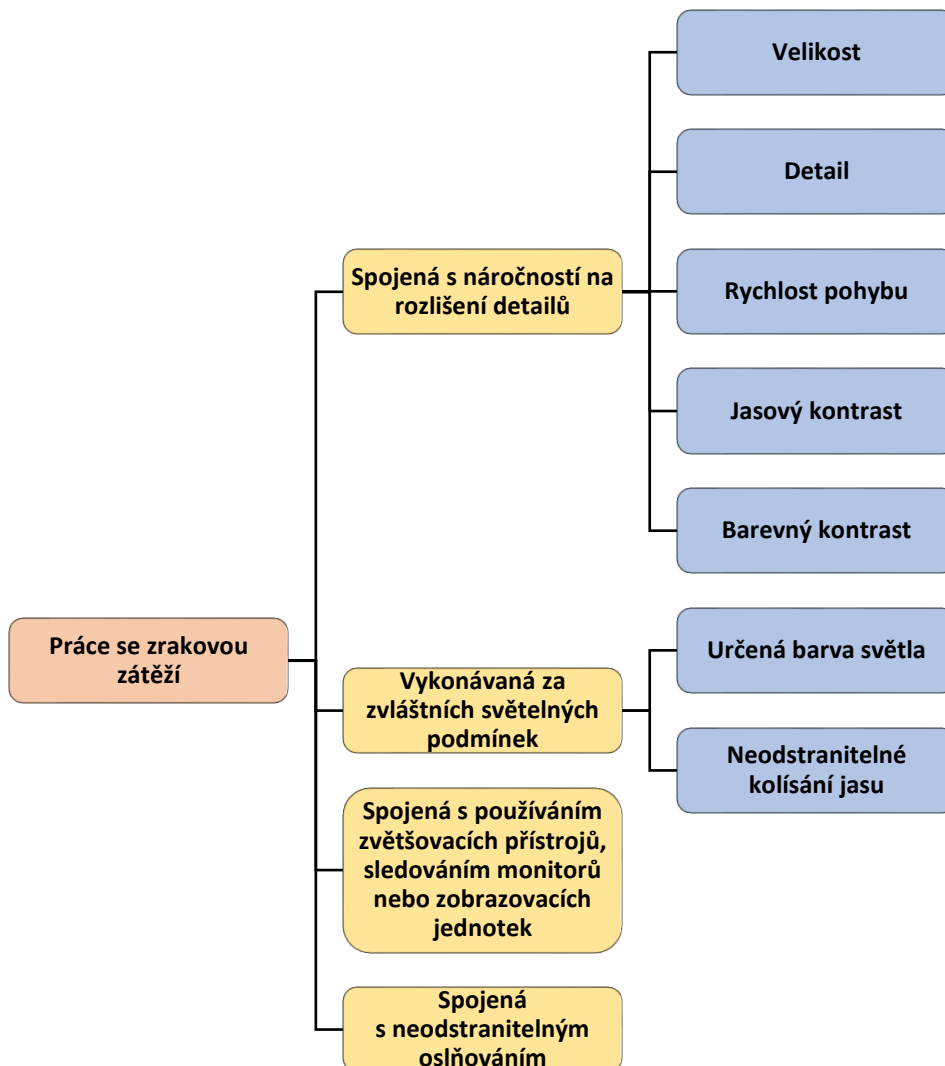 Práce se zrakovou
zátěží
Spojená s náročností na
rozlišení detailů
Velikost
Detail
Rychlost pohybu
Jasový kontrast
Barevný kontrast
Vykonávaná za
zvláštních světelných
podmínek
Určená barva světla
Neodstranitelné
kolísání jasu
Spojená s používáním
zvětšovacích přístrojů,
sledováním monitorů
nebo zobrazovacích
jednotek
Spojená
s neodstranitelným
oslňováním